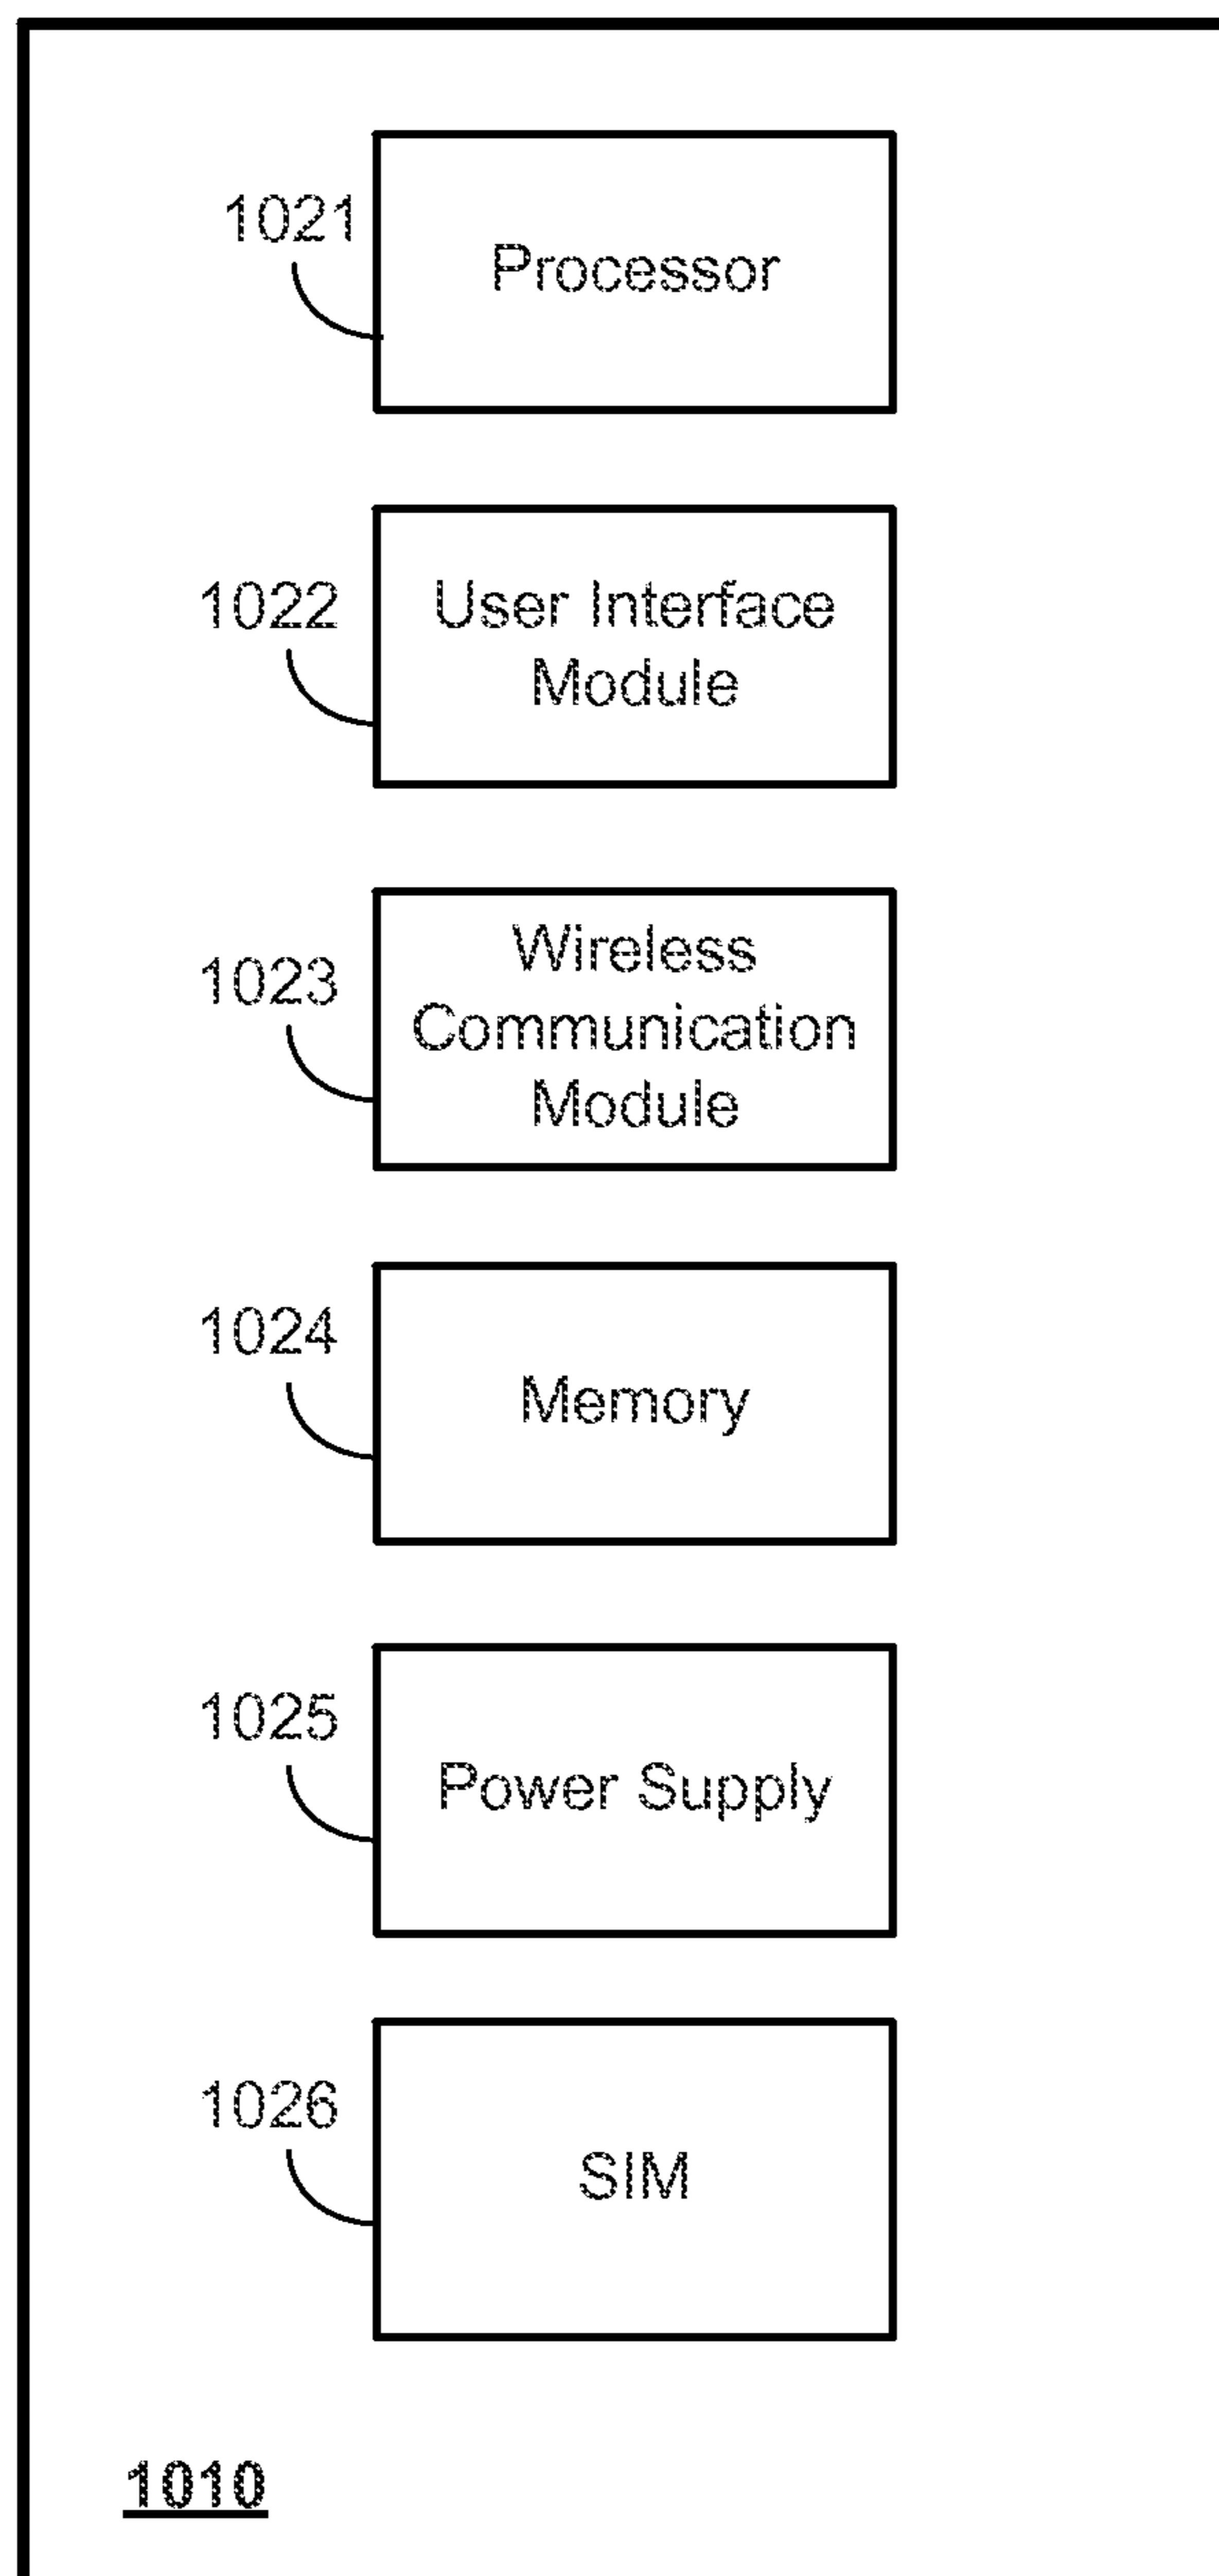 1021
Processor
1022
User Interface
Module
1023
Wireless
Communication
Module
1024
Memory
1025
Power Supply
1026
SIM
1010